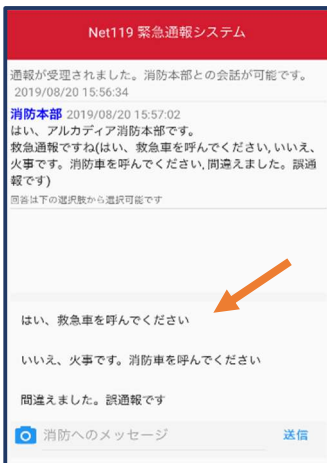 Net119 緊急通報システム
通報が受理されました。消防本部との会話が可能です。
2019/08/20 15:56:34
消防本部 2019/08/20 15:57:02
はい、アルカディア消防本部です。
救急通報ですね(はい、救急車を呼んでください, いいえ、
火事です。消防車を呼んでください, 間違えました。誤通
報です)
回答は下の選択肢から選択可能です
はい、救急車を呼んでください
いいえ、火事です。消防車を呼んでください
間違えました。誤通報です
消防へのメッセージ 送信